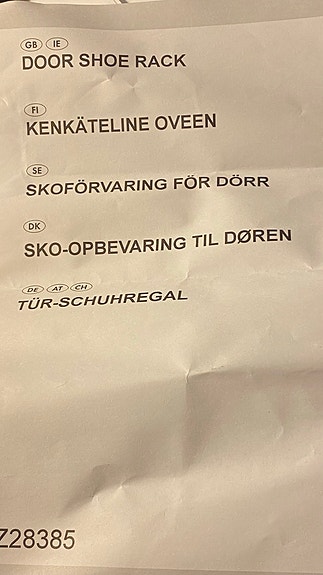 GB IE
DOOR SHOE RACK
FI
KENKÄTELINE OVEEN
SE
SKOFÖRVARING FÖR DÖRR
DK
SKO-OPBEVARING TIL DØREN
DE AT CH
TÜR-SCHUHREGAL
Z28385